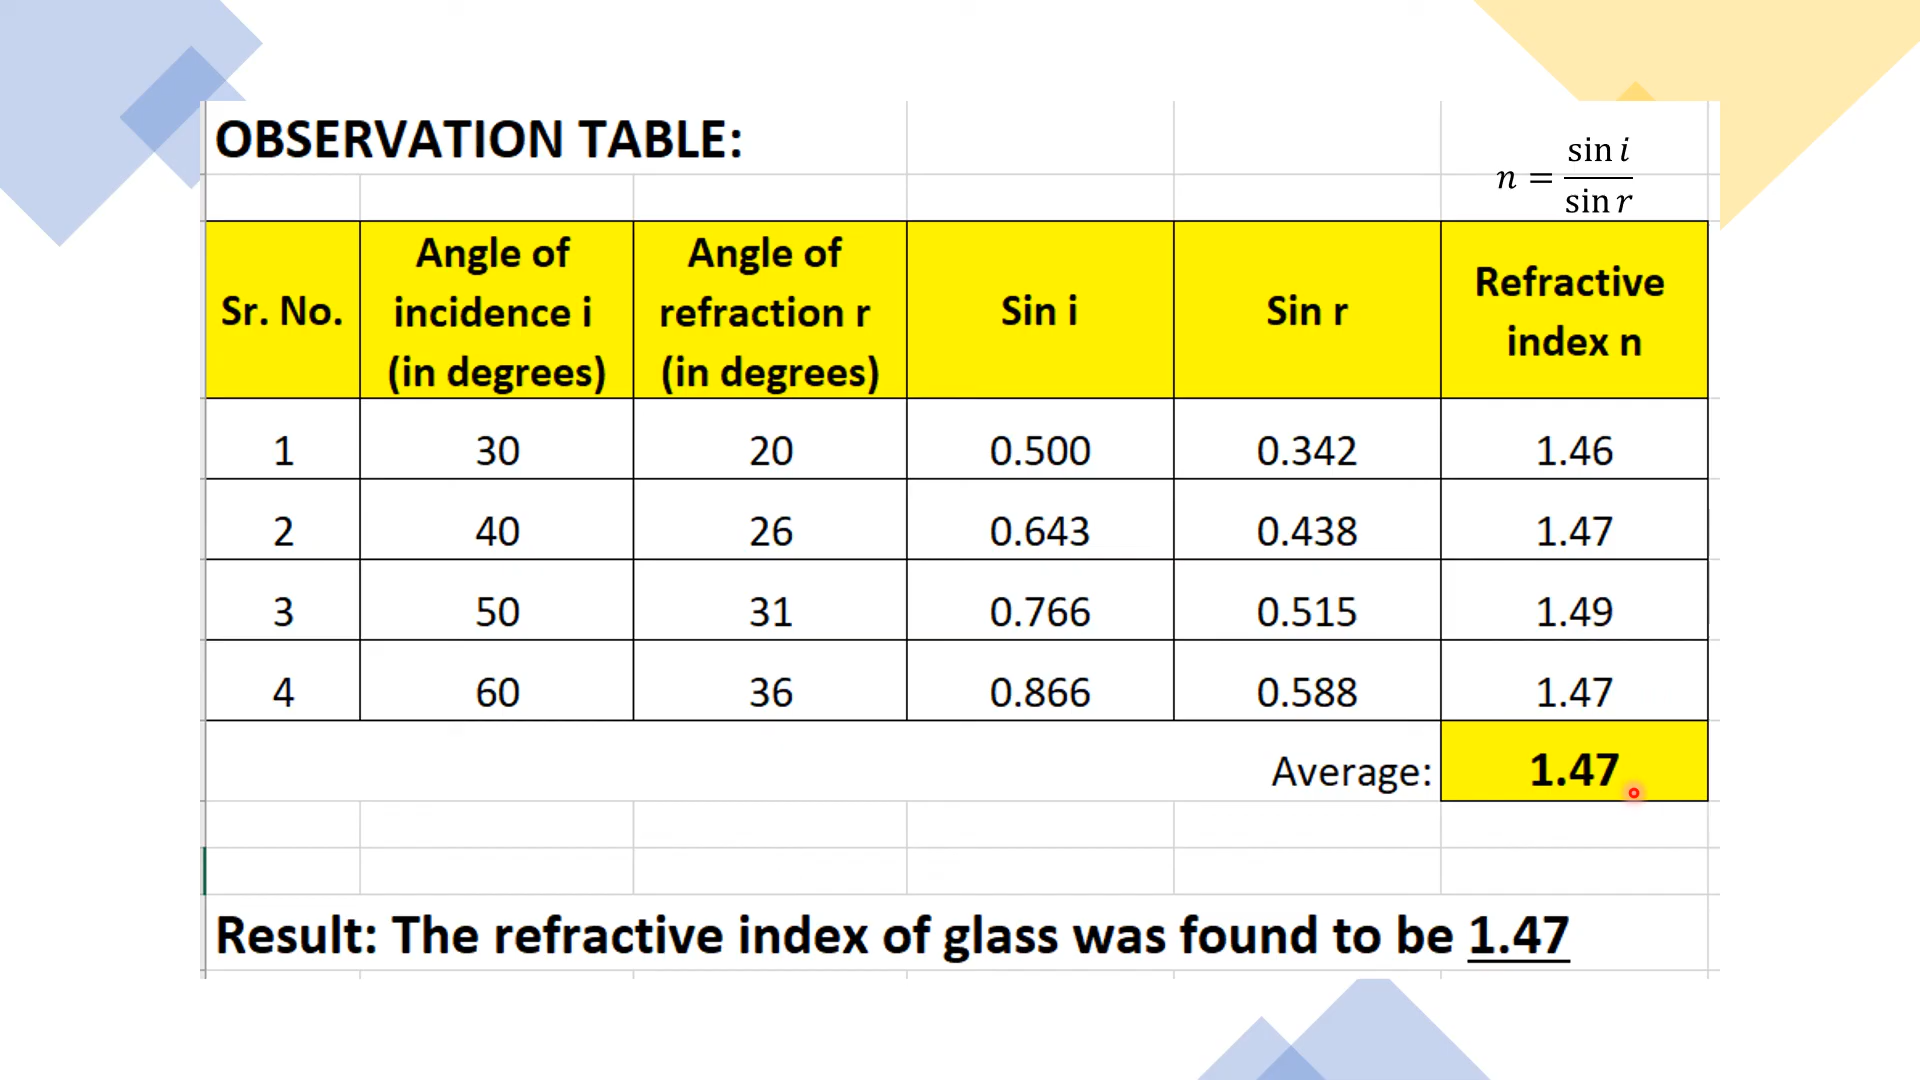 OBSERVATION TABLE:
n = sin i / sin r
Sr. No. | Angle of incidence i (in degrees) | Angle of refraction r (in degrees) | Sin i | Sin r | Refractive index n
1 | 30 | 20 | 0.500 | 0.342 | 1.46
2 | 40 | 26 | 0.643 | 0.438 | 1.47
3 | 50 | 31 | 0.766 | 0.515 | 1.49
4 | 60 | 36 | 0.866 | 0.588 | 1.47
Average: 1.47
Result: The refractive index of glass was found to be 1.47